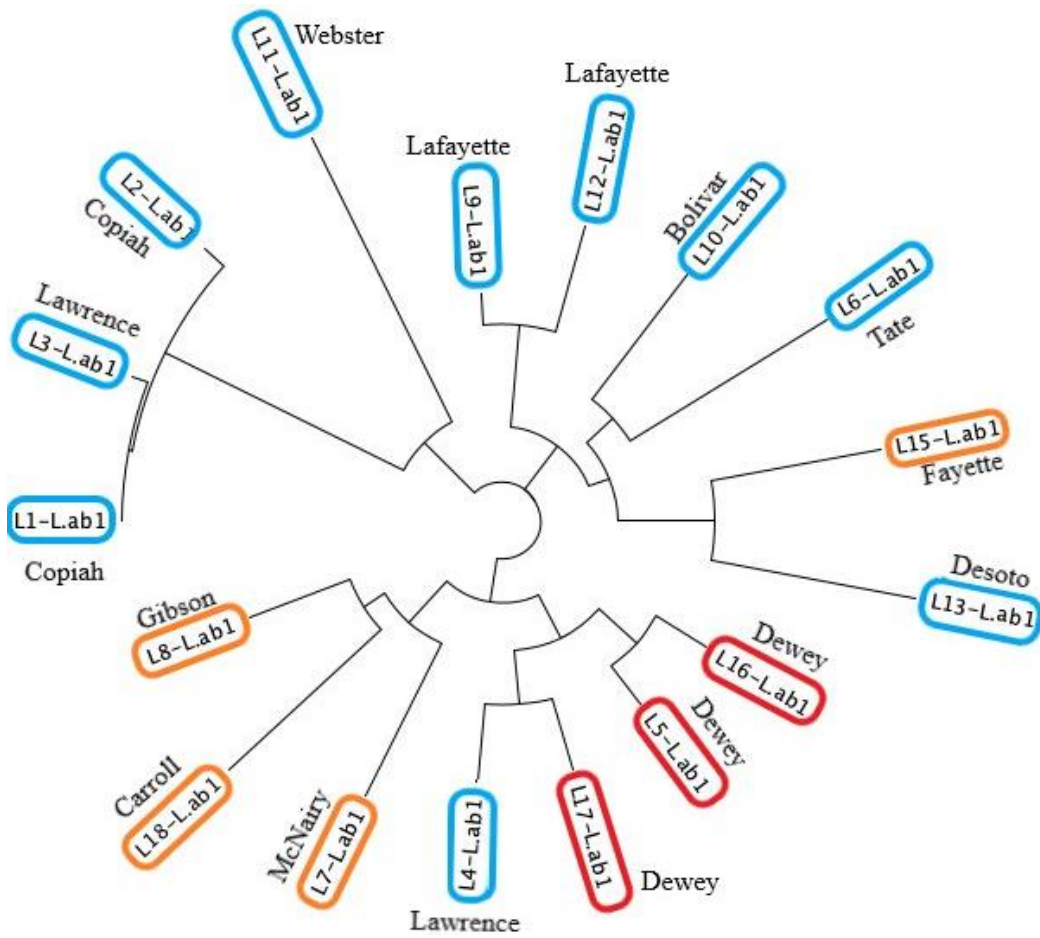 L11-L.ab1
Webster
Lafayette
L12-L.ab1
Lafayette
L9-L.ab1
Bolivar
L10-L.ab1
L2-L.ab1
Copiah
L6-L.ab1
Tate
Lawrence
L3-L.ab1
L15-L.ab1
Fayette
L1-L.ab1
Copiah
Desoto
L13-L.ab1
Gibson
L8-L.ab1
Dewey
L16-L.ab1
Dewey
L5-L.ab1
Carroll
L18-L.ab1
McNairy
L7-L.ab1
L4-L.ab1
Lawrence
L17-L.ab1
Dewey